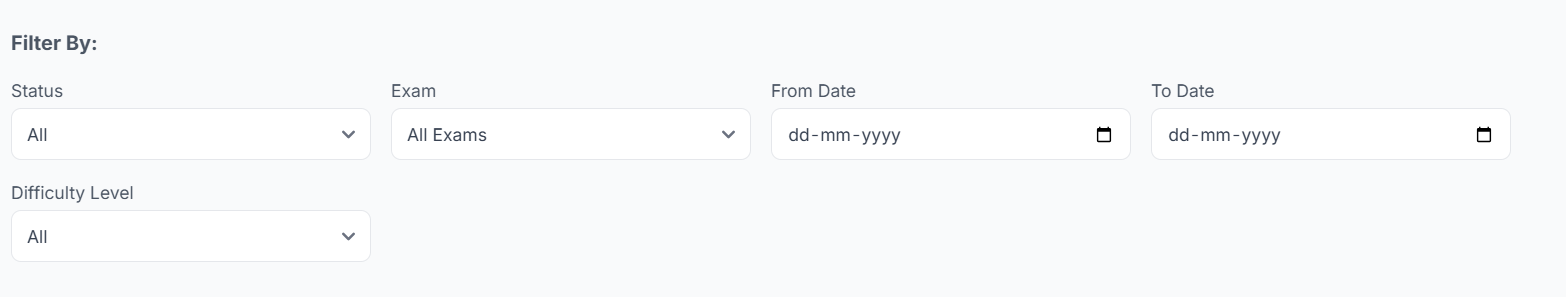 Filter By:
Status
Exam
From Date
To Date
All
All Exams
dd-mm-yyyy
dd-mm-yyyy
Difficulty Level
All